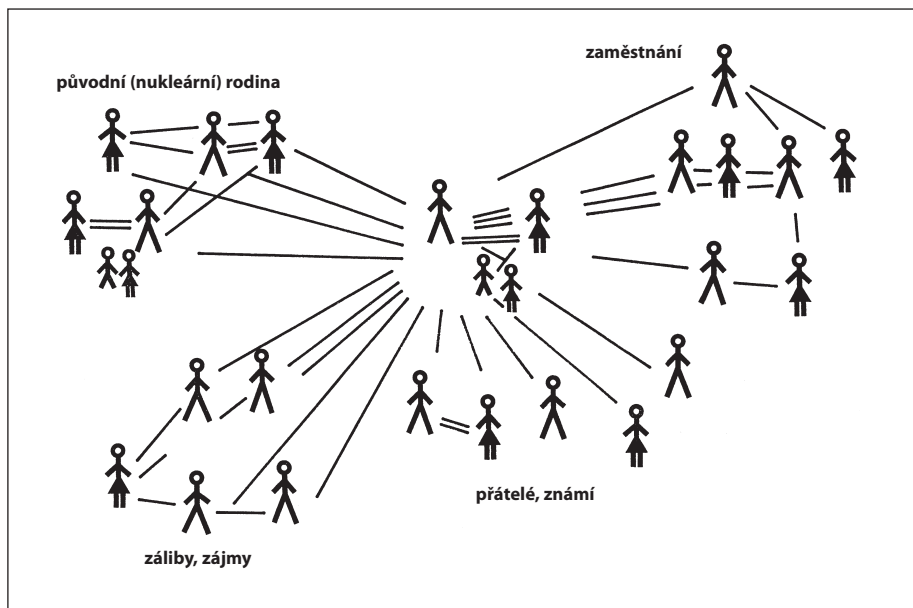 zaměstnání
původní (nukleární) rodina
přátelé, známí
záliby, zájmy